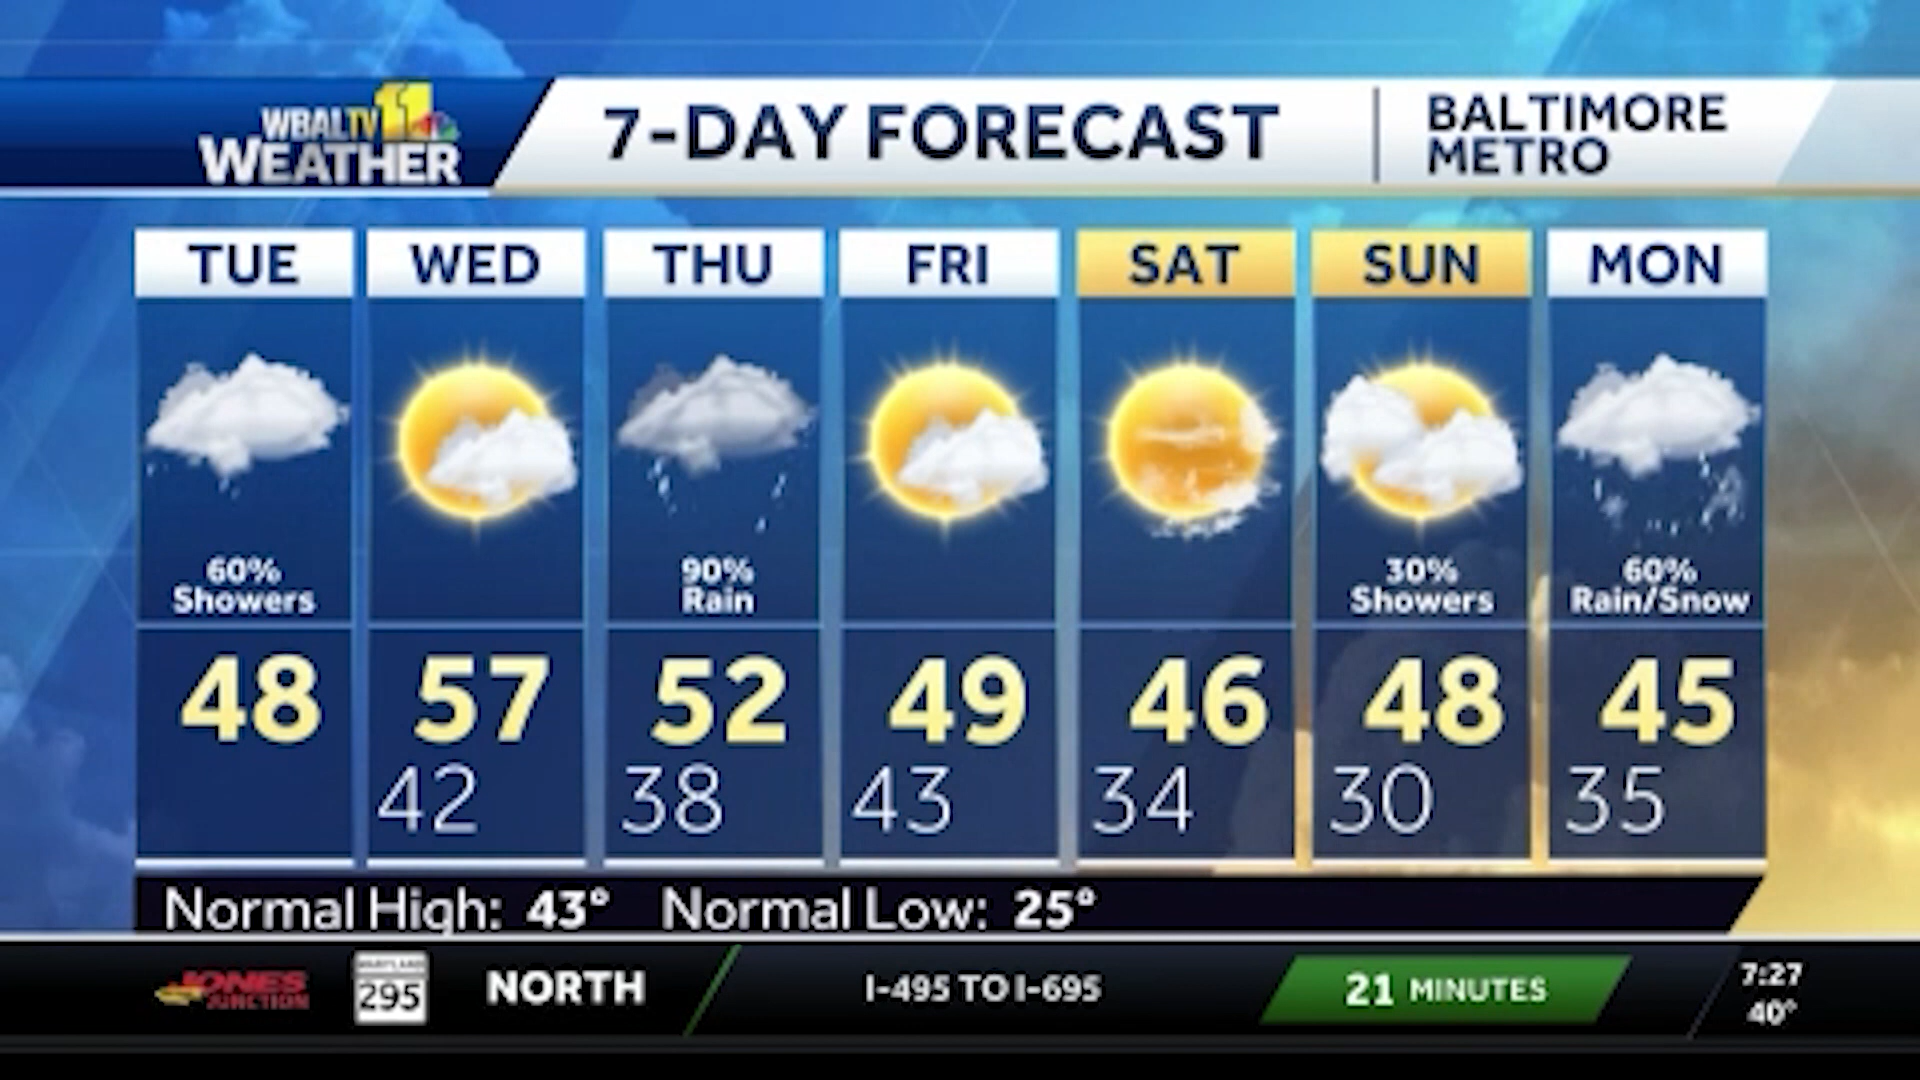 WBALTV 11
WEATHER
7-DAY FORECAST
BALTIMORE
METRO
TUE
WED
THU
FRI
SAT
SUN
MON
60%
Showers
90%
Rain
30%
Showers
60%
Rain/Snow
48
57
52
49
46
48
45
42
38
43
34
30
35
Normal High: 43° Normal Low: 25°
JONES
JUNCTION
MARYLAND
295
NORTH
I-495 TO I-695
21 MINUTES
7:27
40°